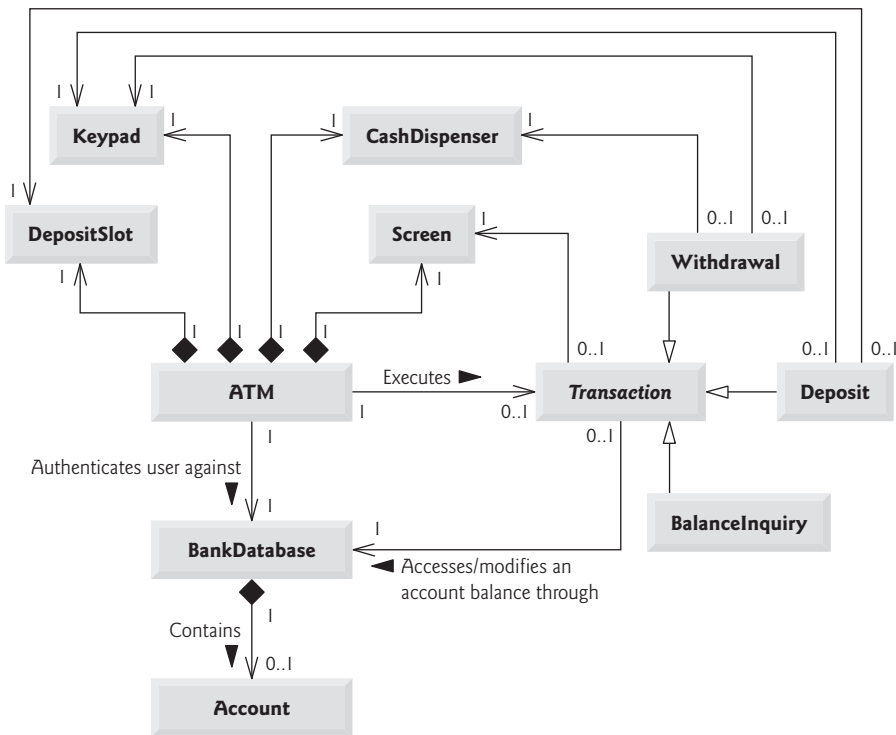 1
1
1
1
1
Keypad
CashDispenser
1
DepositSlot
1
1
Screen
1
0..1
0..1
Withdrawal
1
1
1
1
1
0..1
0..1
0..1
ATM
Executes
1
0..1
Transaction
Deposit
1
0..1
Authenticates user against
1
1
BankDatabase
BalanceInquiry
Accesses/modifies an
account balance through
1
Contains
0..1
Account